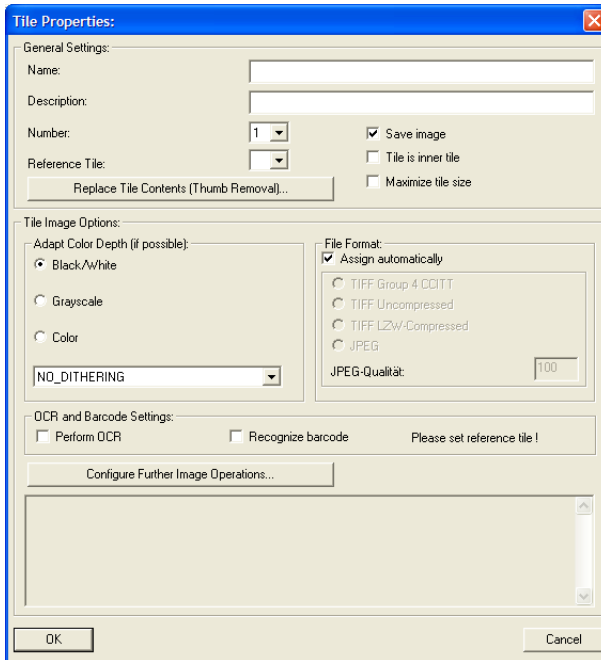 Tile Properties:
General Settings:
Name:
Description:
Number:
1
Save image
Reference Tile:
Tile is inner tile
Replace Tile Contents (Thumb Removal)...
Maximize tile size
Tile Image Options:
Adapt Color Depth (if possible):
Black/White
Grayscale
Color
NO_DITHERING
File Format:
Assign automatically
TIFF Group 4 CCITT
TIFF Uncompressed
TIFF LZW-Compressed
JPEG
JPEG-Qualität:
100
OCR and Barcode Settings:
Perform OCR
Recognize barcode
Please set reference tile !
Configure Further Image Operations...
OK
Cancel